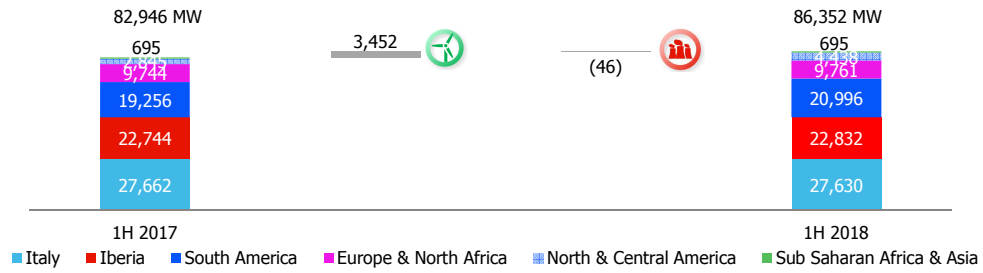 82,946 MW
86,352 MW
3,452
(46)
695
2,845
9,744
19,256
22,744
27,662
695
4,438
9,761
20,996
22,832
27,630
1H 2017
1H 2018
Italy Iberia South America Europe & North Africa North & Central America Sub Saharan Africa & Asia